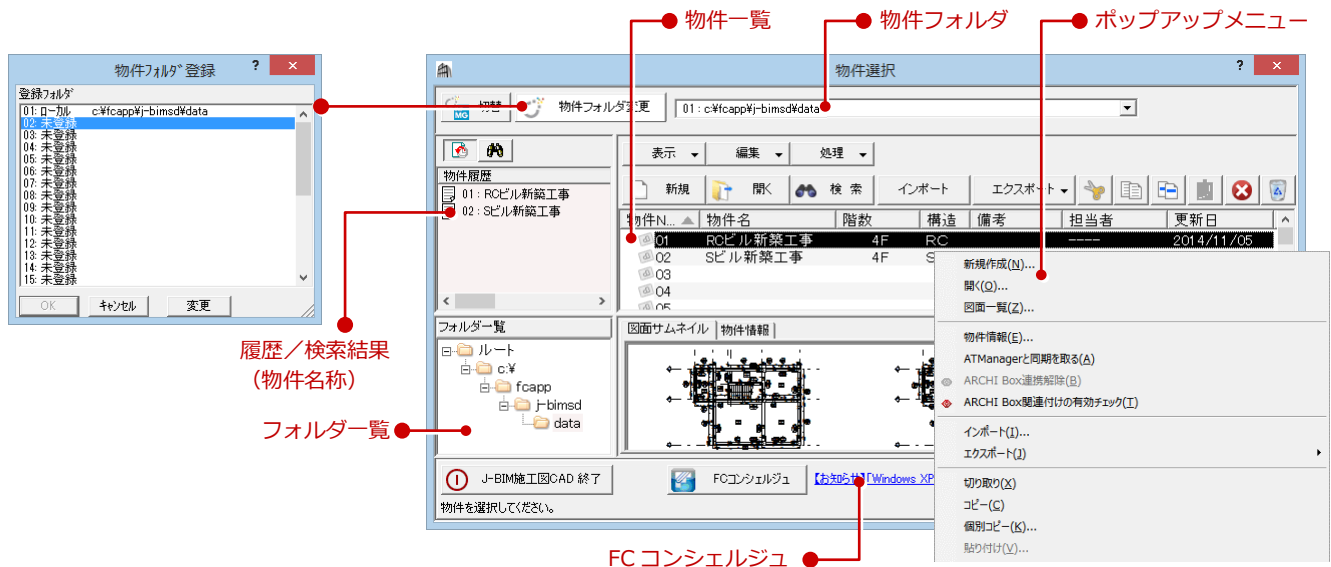 物件一覧
物件フォルダ
ポップアップメニュー
物件ﾌｫﾙﾀﾞ登録
?
×
登録ﾌｫﾙﾀﾞ
01: ﾛｰｶﾙ c:¥fcapp¥j-bimsd¥data
02: 未登録
03: 未登録
04: 未登録
05: 未登録
06: 未登録
07: 未登録
08: 未登録
09: 未登録
10: 未登録
11: 未登録
12: 未登録
13: 未登録
14: 未登録
15: 未登録
OK
ｷｬﾝｾﾙ
変更
履歴／検索結果
（物件名称）
フォルダ一覧
物件選択
?
×
MG
切替
物件フォルダ変更
01 : c:¥fcapp¥j-bimsd¥data
物件履歴
01 : RCビル新築工事
02 : Sビル新築工事
表示
編集
処理
新規
開く
検 索
インポート
エクスポート
物件N...
物件名
階数
構造
備考
担当者
更新日
01 RCビル新築工事 4F RC ---- 2014/11/05
02 Sビル新築工事 4F S
03
04
05
フォルダ一覧
ルート
c:¥
fcapp
j-bimsd
data
図面サムネイル
物件情報
J-BIM施工図CAD 終了
FCコンシェルジュ
【お知らせ】「Windows XP
物件を選択してください。
新規作成(N)...
開く(O)...
図面一覧(Z)...
物件情報(E)...
ATManagerと同期を取る(A)
ARCHI Box連携解除(B)
ARCHI Box関連付けの有効チェック(T)
インポート(I)...
エクスポート(J)
切り取り(X)
コピー(C)
個別コピー(K)...
貼り付け(V)...
FC コンシェルジュ